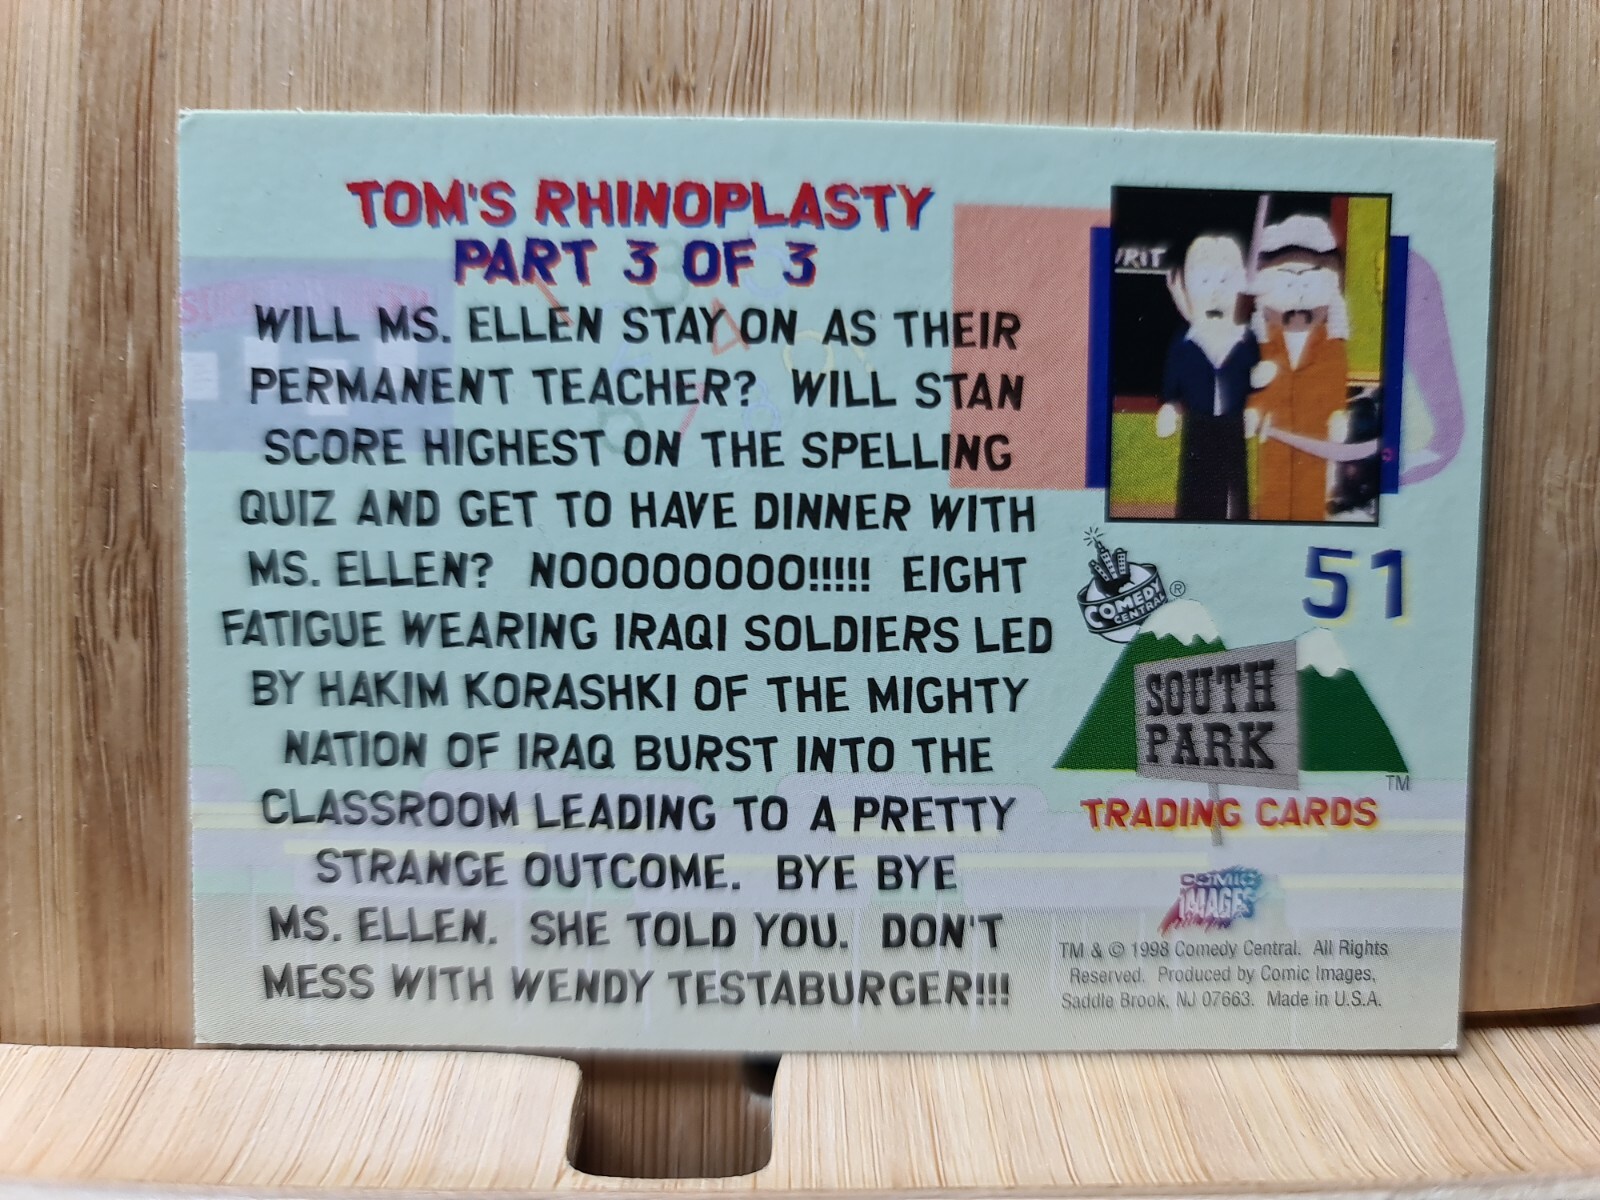 TOM'S RHINOPLASTY
PART 3 OF 3
WILL MS. ELLEN STAY ON AS THEIR
PERMANENT TEACHER? WILL STAN
SCORE HIGHEST ON THE SPELLING
QUIZ AND GET TO HAVE DINNER WITH
MS. ELLEN? NOOOOOOOOO!!!!! EIGHT
FATIGUE WEARING IRAQI SOLDIERS LED
BY HAKIM KORASHKI OF THE MIGHTY
NATION OF IRAQ BURST INTO THE
CLASSROOM LEADING TO A PRETTY
STRANGE OUTCOME. BYE BYE
MS. ELLEN. SHE TOLD YOU. DON'T
MESS WITH WENDY TESTABURGER!!!
51
COMEDY
CENTRAL
®
SOUTH
PARK
TM
TRADING CARDS
COMIC
IMAGES
TM & © 1998 Comedy Central. All Rights
Reserved. Produced by Comic Images,
Saddle Brook, NJ 07663. Made in U.S.A.